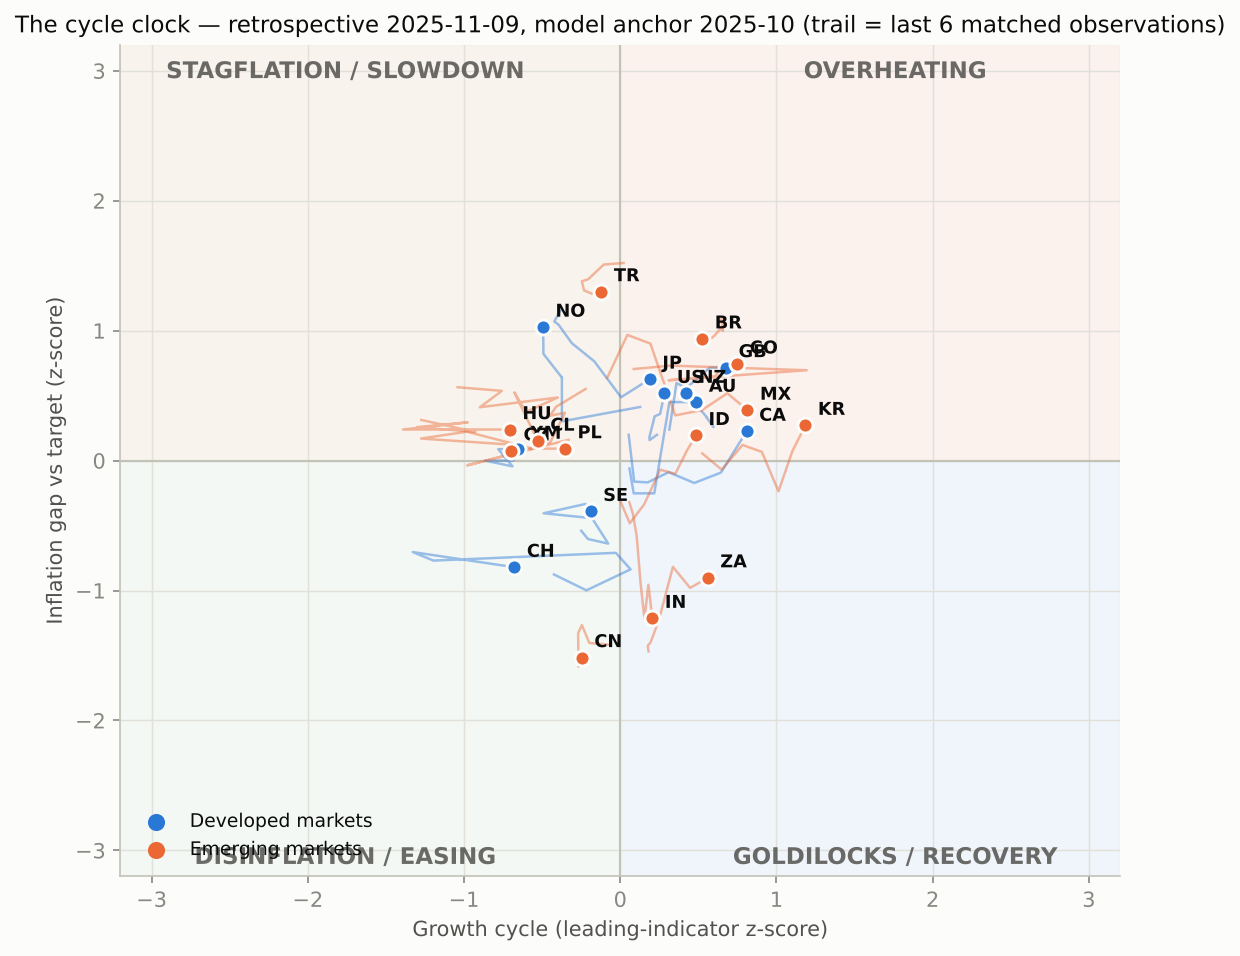 The cycle clock — retrospective 2025-11-09, model anchor 2025-10 (trail = last 6 matched observations)
STAGFLATION / SLOWDOWN
OVERHEATING
3
2
1
0
−1
−2
−3
Inflation gap vs target (z-score)
TR
NO
BR
GB
CO
JP
US
NZ
AU
MX
CA
KR
HU
CL
PL
ID
SE
CH
ZA
IN
CN
Developed markets
Emerging markets
DISINFLATION / EASING
GOLDILOCKS / RECOVERY
−3
−2
−1
0
1
2
3
Growth cycle (leading-indicator z-score)